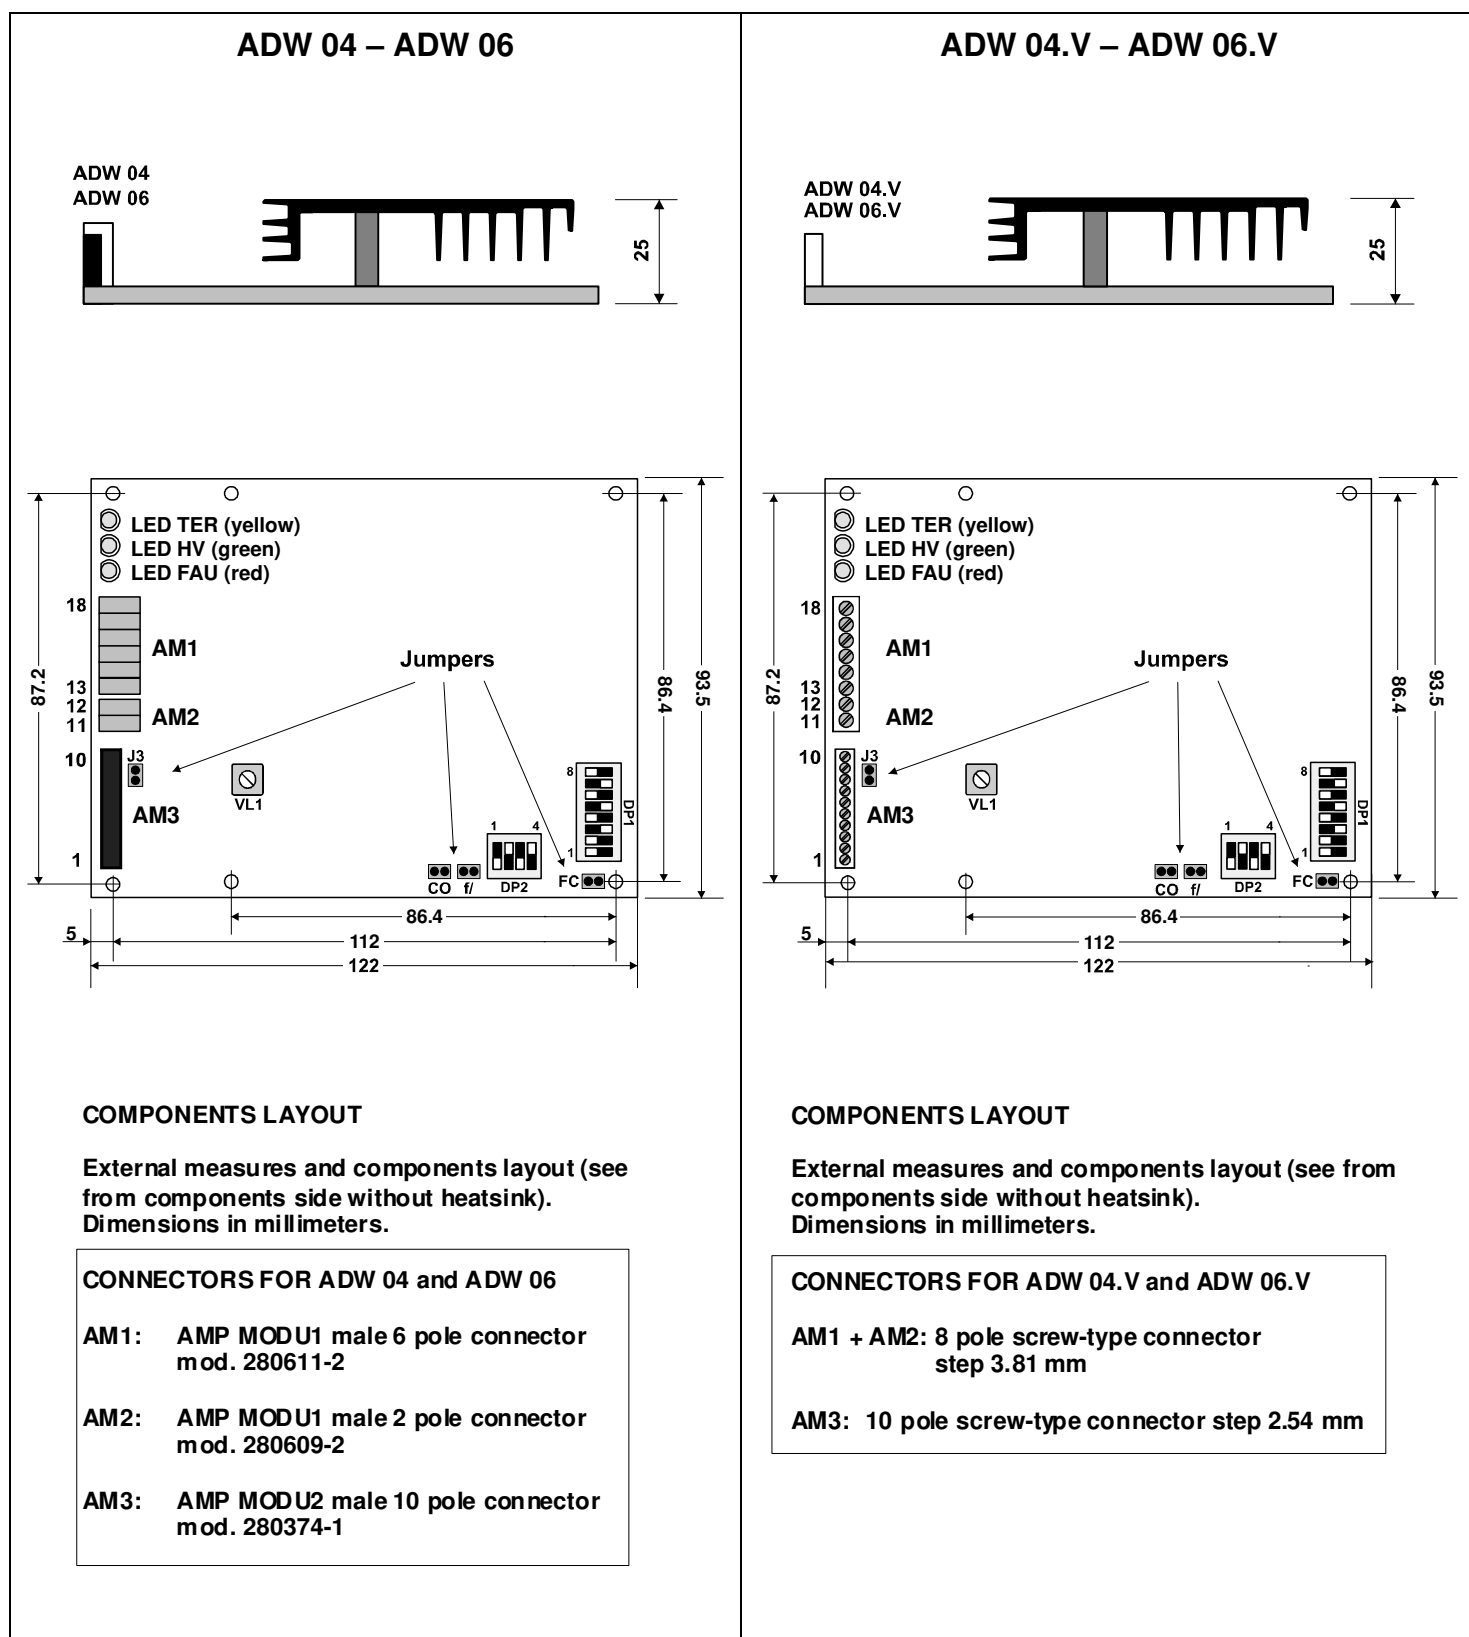 ADW 04 – ADW 06
ADW 04
ADW 06
25
LED TER (yellow)
LED HV (green)
LED FAU (red)
18
AM1
13
12
11
AM2
10
J3
AM3
1
VL1
Jumpers
87.2
86.4
93.5
8
DP1
1
1 4
DP2
CO f/
FC
86.4
5
112
122
COMPONENTS LAYOUT
External measures and components layout (see
from components side without heatsink).
Dimensions in millimeters.
CONNECTORS FOR ADW 04 and ADW 06
AM1: AMP MODU1 male 6 pole connector
mod. 280611-2
AM2: AMP MODU1 male 2 pole connector
mod. 280609-2
AM3: AMP MODU2 male 10 pole connector
mod. 280374-1
ADW 04.V – ADW 06.V
ADW 04.V
ADW 06.V
25
LED TER (yellow)
LED HV (green)
LED FAU (red)
18
AM1
13
12
11
AM2
10
J3
AM3
1
VL1
Jumpers
87.2
86.4
93.5
8
DP1
1
1 4
DP2
CO f/
FC
86.4
5
112
122
COMPONENTS LAYOUT
External measures and components layout (see from
components side without heatsink).
Dimensions in millimeters.
CONNECTORS FOR ADW 04.V and ADW 06.V
AM1 + AM2: 8 pole screw-type connector
step 3.81 mm
AM3: 10 pole screw-type connector step 2.54 mm